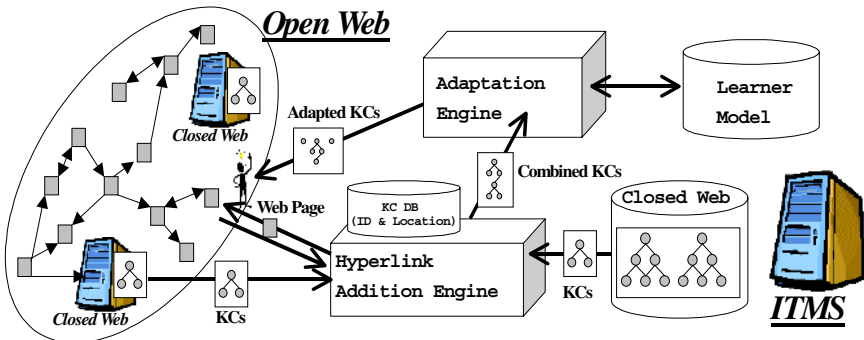 Open Web
Closed Web
Adapted KCs
Adaptation
Engine
Learner
Model
Combined KCs
Web Page
KC DB
(ID & Location)
Closed Web
Hyperlink
Addition Engine
KCs
KCs
Closed Web
ITMS